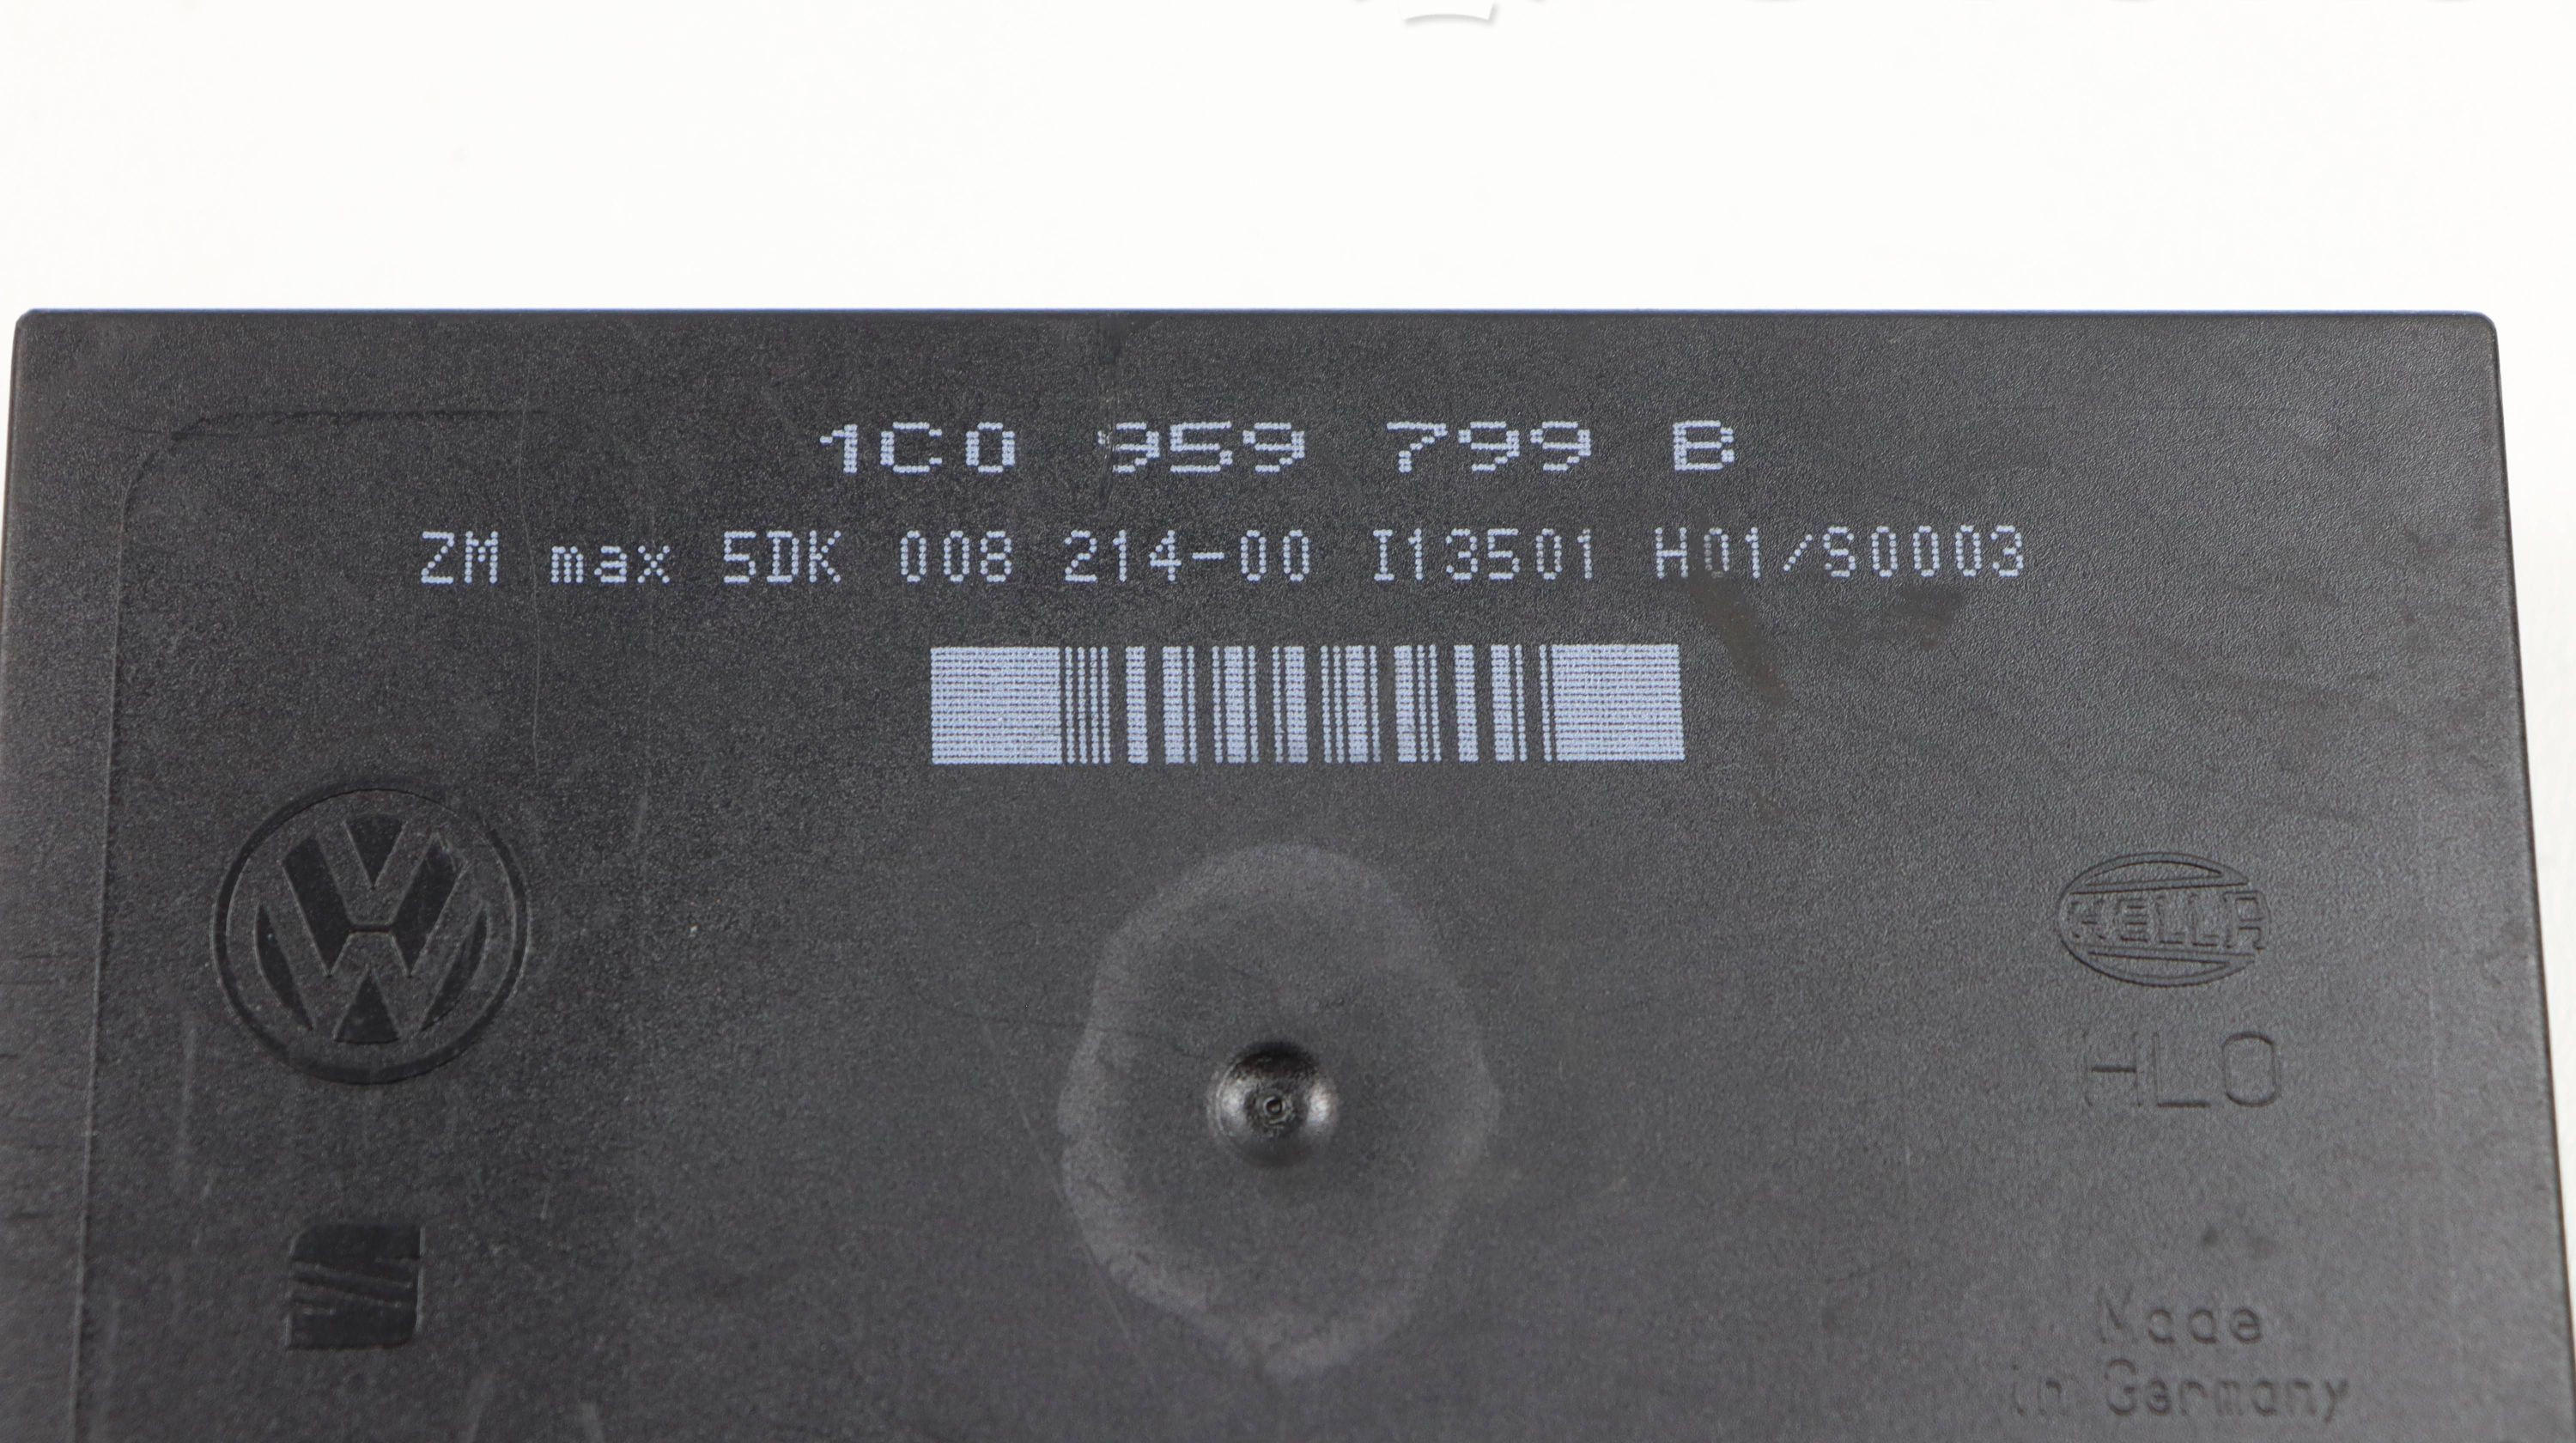 1C0 959 799 B
ZM max 5DK 008 214-00 I13501 H01/S0003
HELLA
HLO
Made
in Germany